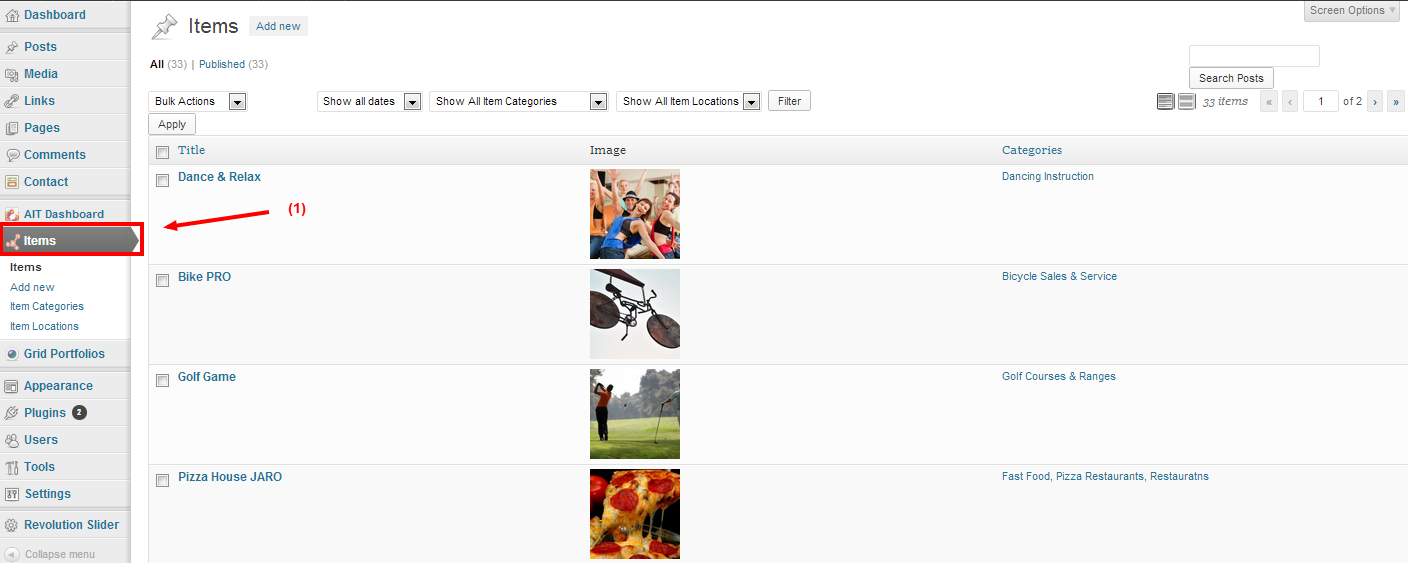 Dashboard
Posts
Media
Links
Pages
Comments
Contact
AIT Dashboard
Items
Items
Add new
Item Categories
Item Locations
Grid Portfolios
Appearance
Plugins 2
Users
Tools
Settings
Revolution Slider
Collapse menu
Screen Options
Items Add new
All (33) | Published (33)
Search Posts
Bulk Actions Show all dates Show All Item Categories Show All Item Locations Filter 33 items « ‹ 1 of 2 › »
Apply
Title Image Categories
Dance & Relax Dancing Instruction
(1)
Bike PRO Bicycle Sales & Service
Golf Game Golf Courses & Ranges
Pizza House JARO Fast Food, Pizza Restaurants, Restauratns